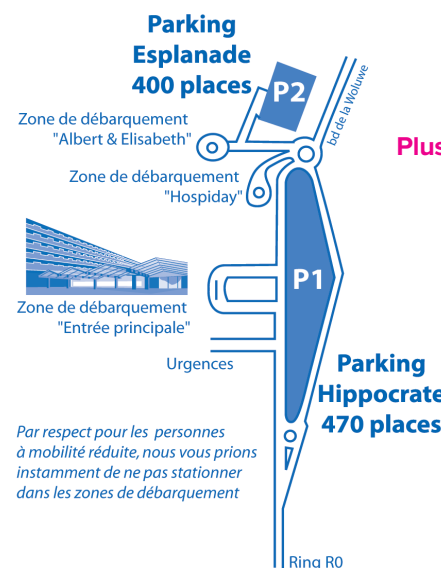 Parking
Esplanade
400 places
P2
bd de la Woluwe
Zone de débarquement
"Albert & Elisabeth"
Plus
Zone de débarquement
"Hospiday"
P1
Zone de débarquement
"Entrée principale"
Urgences
Parking
Hippocrate
470 places
Par respect pour les personnes
à mobilité réduite, nous vous prions
instamment de ne pas stationner
dans les zones de débarquement
Ring R0